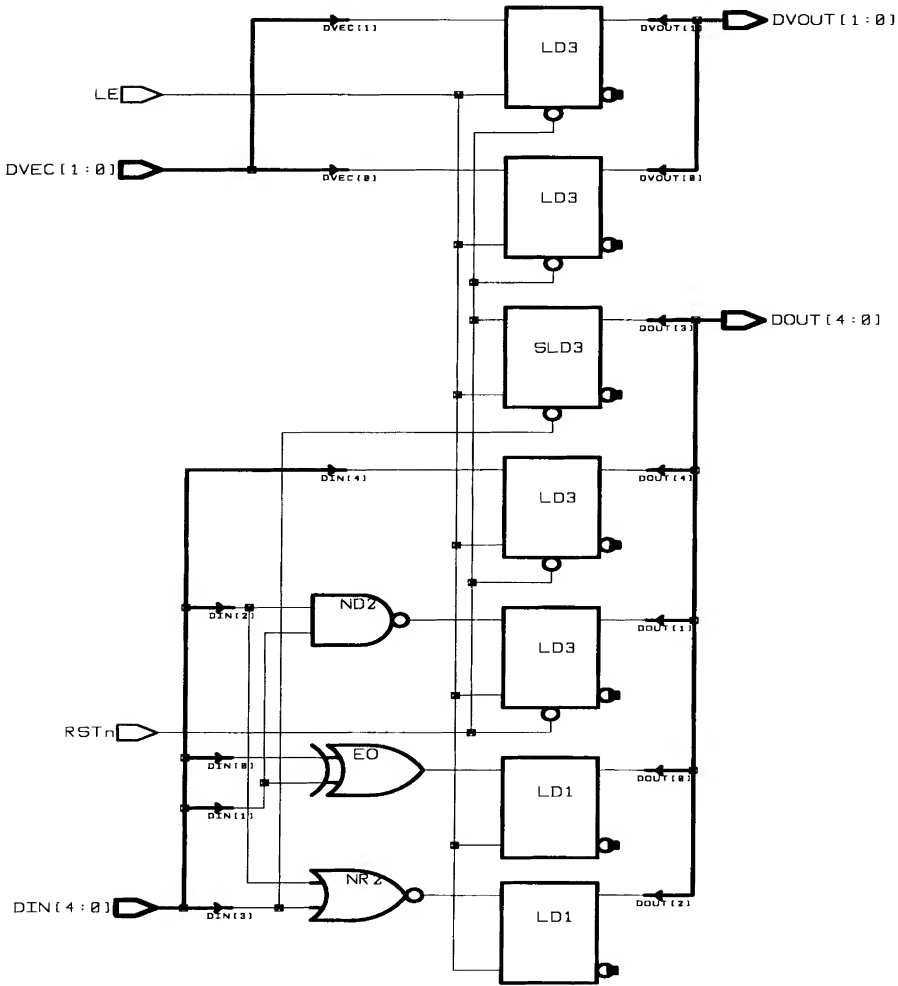 DVEC[1] LD3 DVOUT[1] DVOUT[1:0]
LE
DVEC[1:0] DVEC[0] LD3 DVOUT[0]
SLD3 DOUT[3] DOUT[4:0]
DIN[4] LD3 DOUT[4]
DIN[2] ND2 LD3 DOUT[1]
RSTn
DIN[0] EO LD1 DOUT[0]
DIN[1]
DIN[4:0] DIN[3] NR2 LD1 DOUT[2]